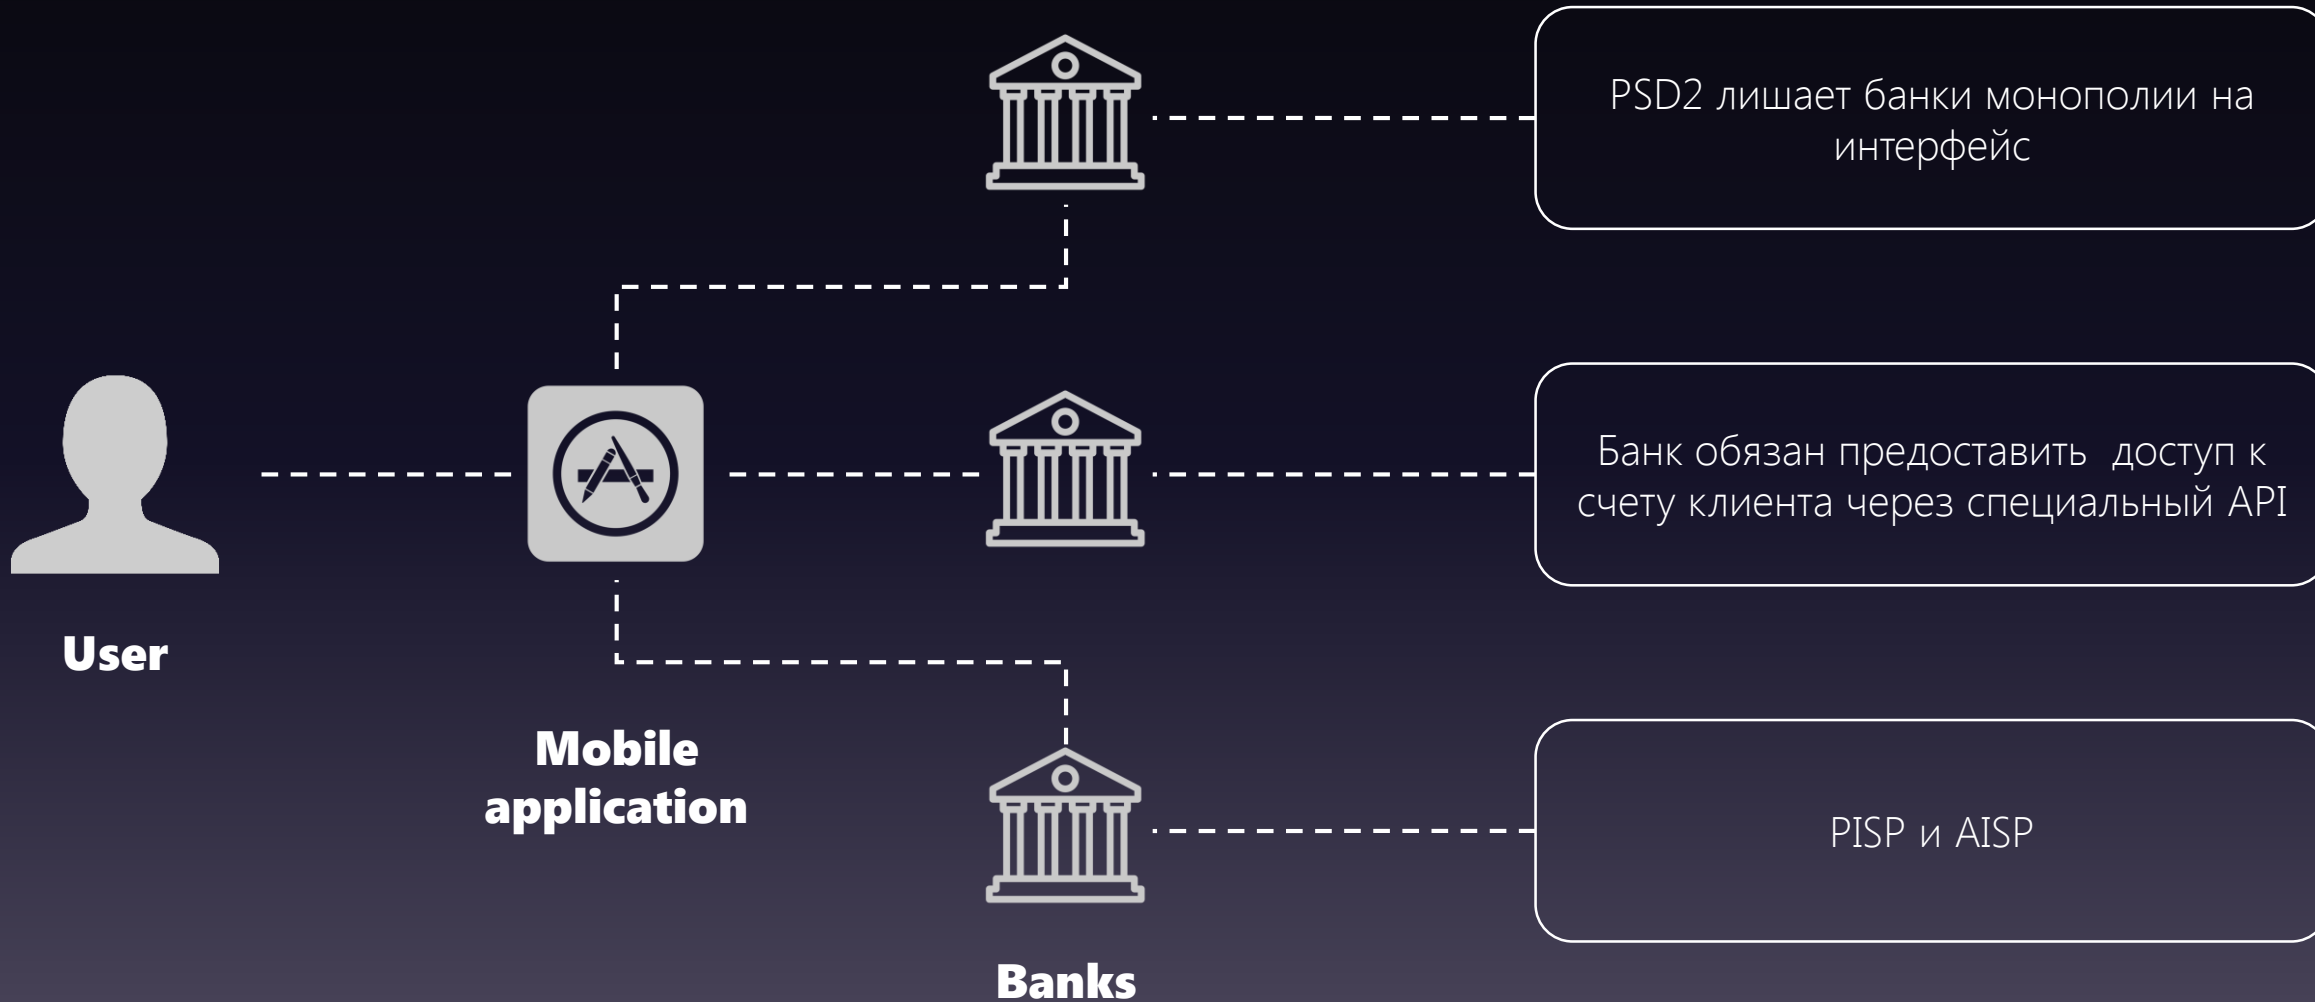 PSD2 лишает банки монополии на
интерфейс
Банк обязан предоставить  доступ к
счету клиента через специальный API
User
Mobile
application
PISP и AISP
Banks